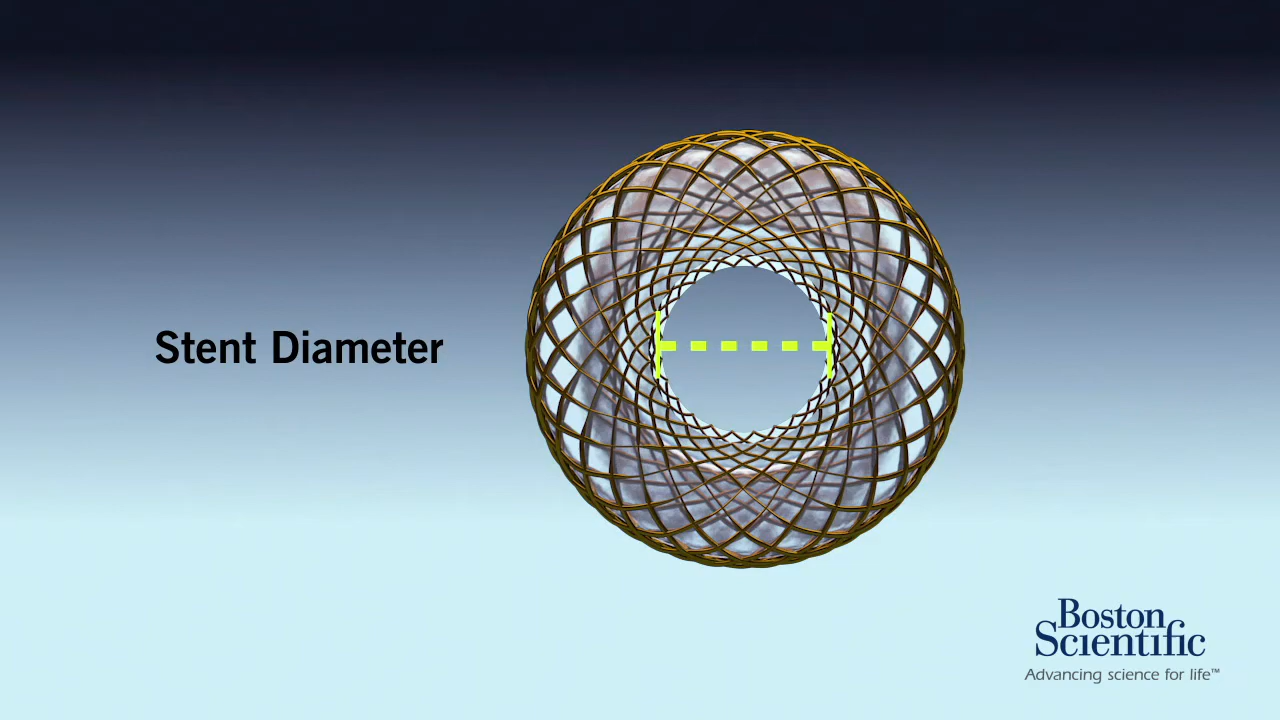 Stent Diameter
Boston
Scientific
Advancing science for life™